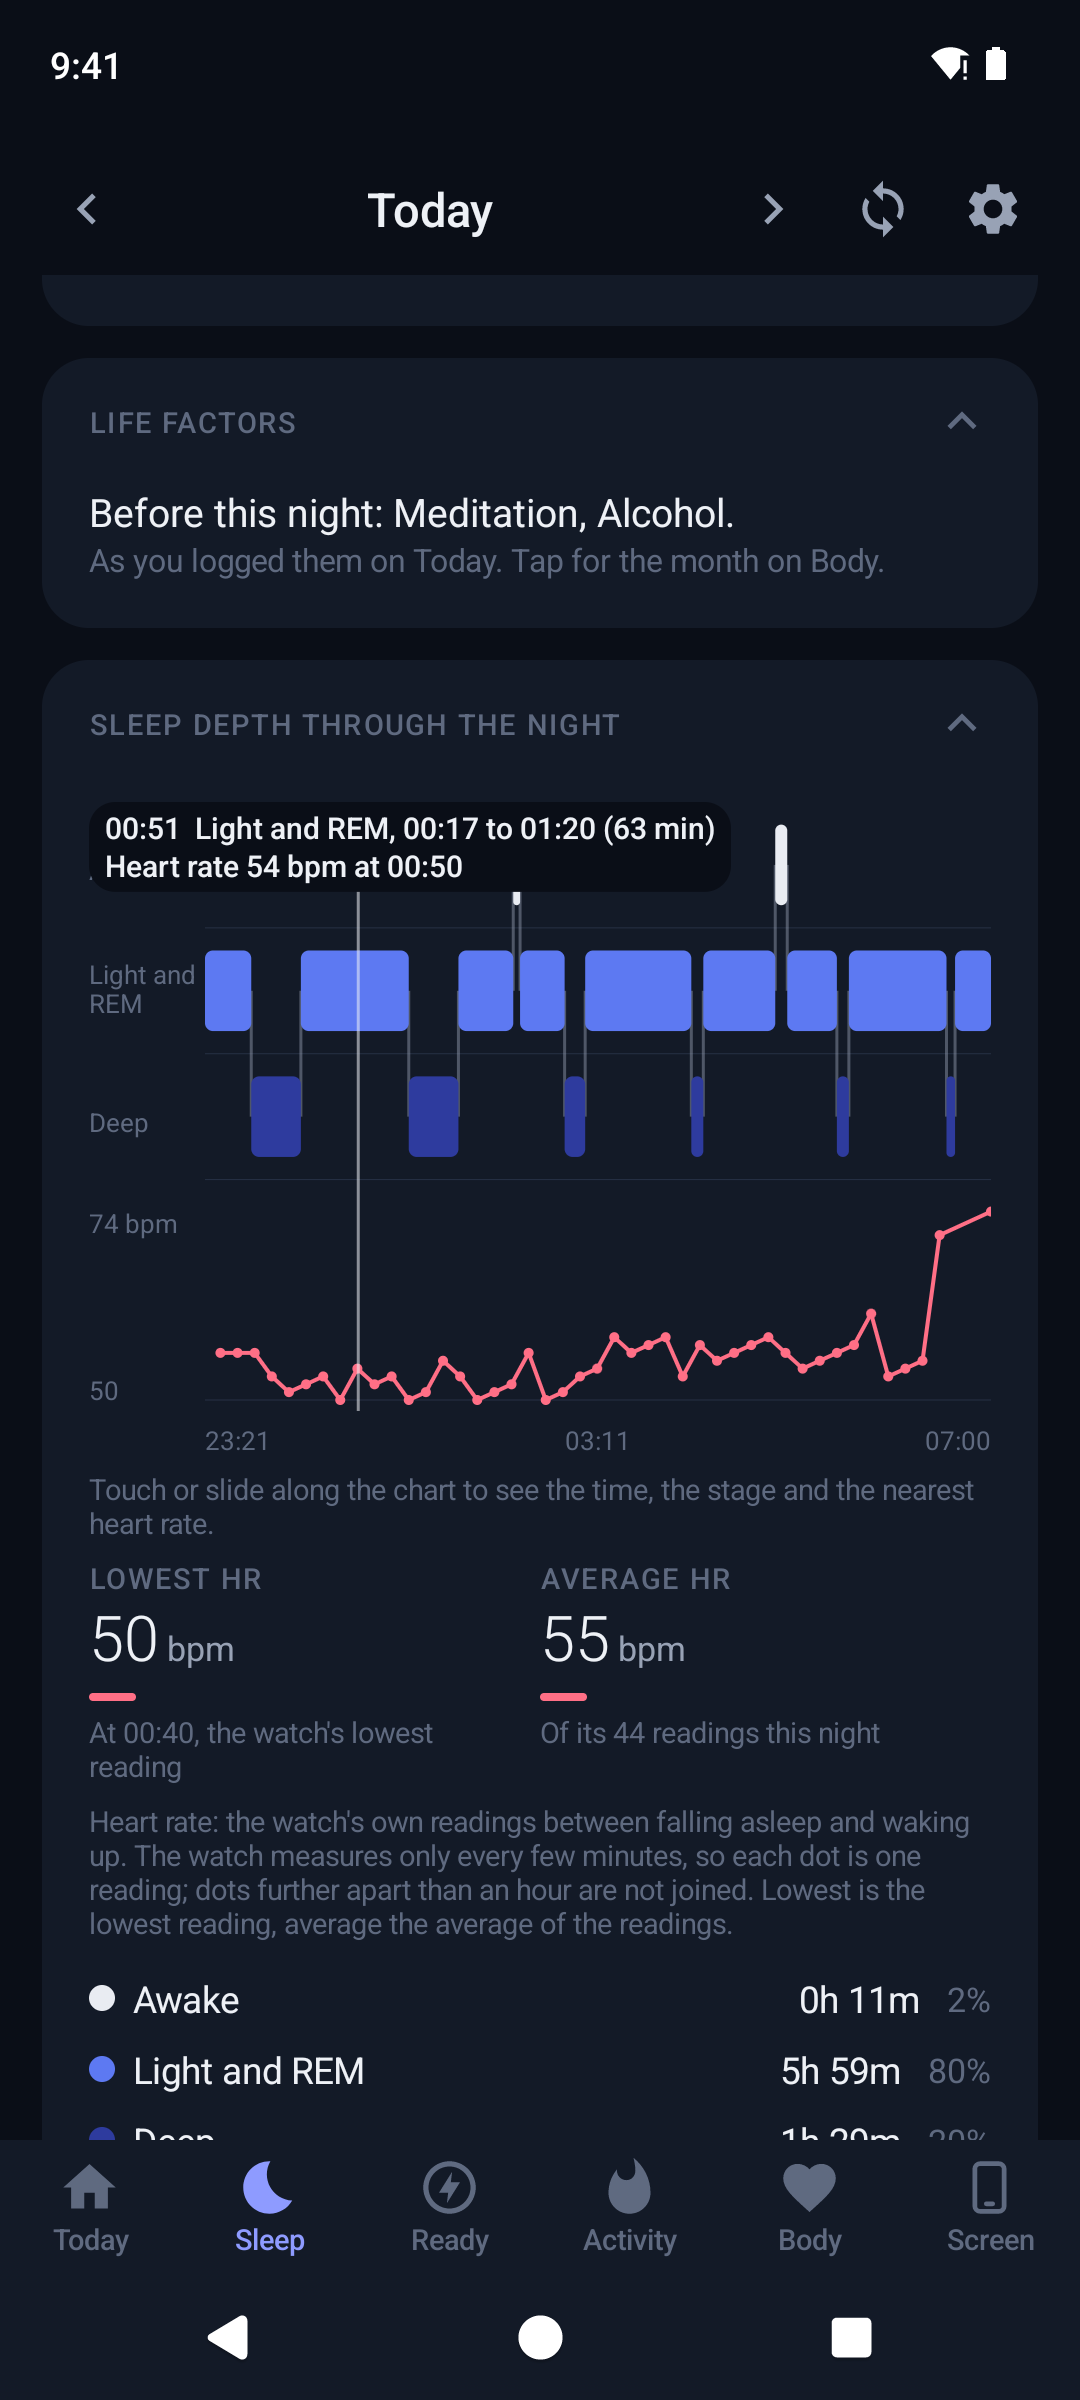 9:41
Today
LIFE FACTORS
Before this night: Meditation, Alcohol.
As you logged them on Today. Tap for the month on Body.
SLEEP DEPTH THROUGH THE NIGHT
00:51 Light and REM, 00:17 to 01:20 (63 min)
Heart rate 54 bpm at 00:50
Light and
REM
Deep
74 bpm
50
23:21 03:11 07:00
Touch or slide along the chart to see the time, the stage and the nearest
heart rate.
LOWEST HR AVERAGE HR
50 bpm 55 bpm
At 00:40, the watch's lowest
reading
Of its 44 readings this night
Heart rate: the watch's own readings between falling asleep and waking
up. The watch measures only every few minutes, so each dot is one
reading; dots further apart than an hour are not joined. Lowest is the
lowest reading, average the average of the readings.
Awake 0h 11m 2%
Light and REM 5h 59m 80%
Deep 1h 29m 20%
Today Sleep Ready Activity Body Screen